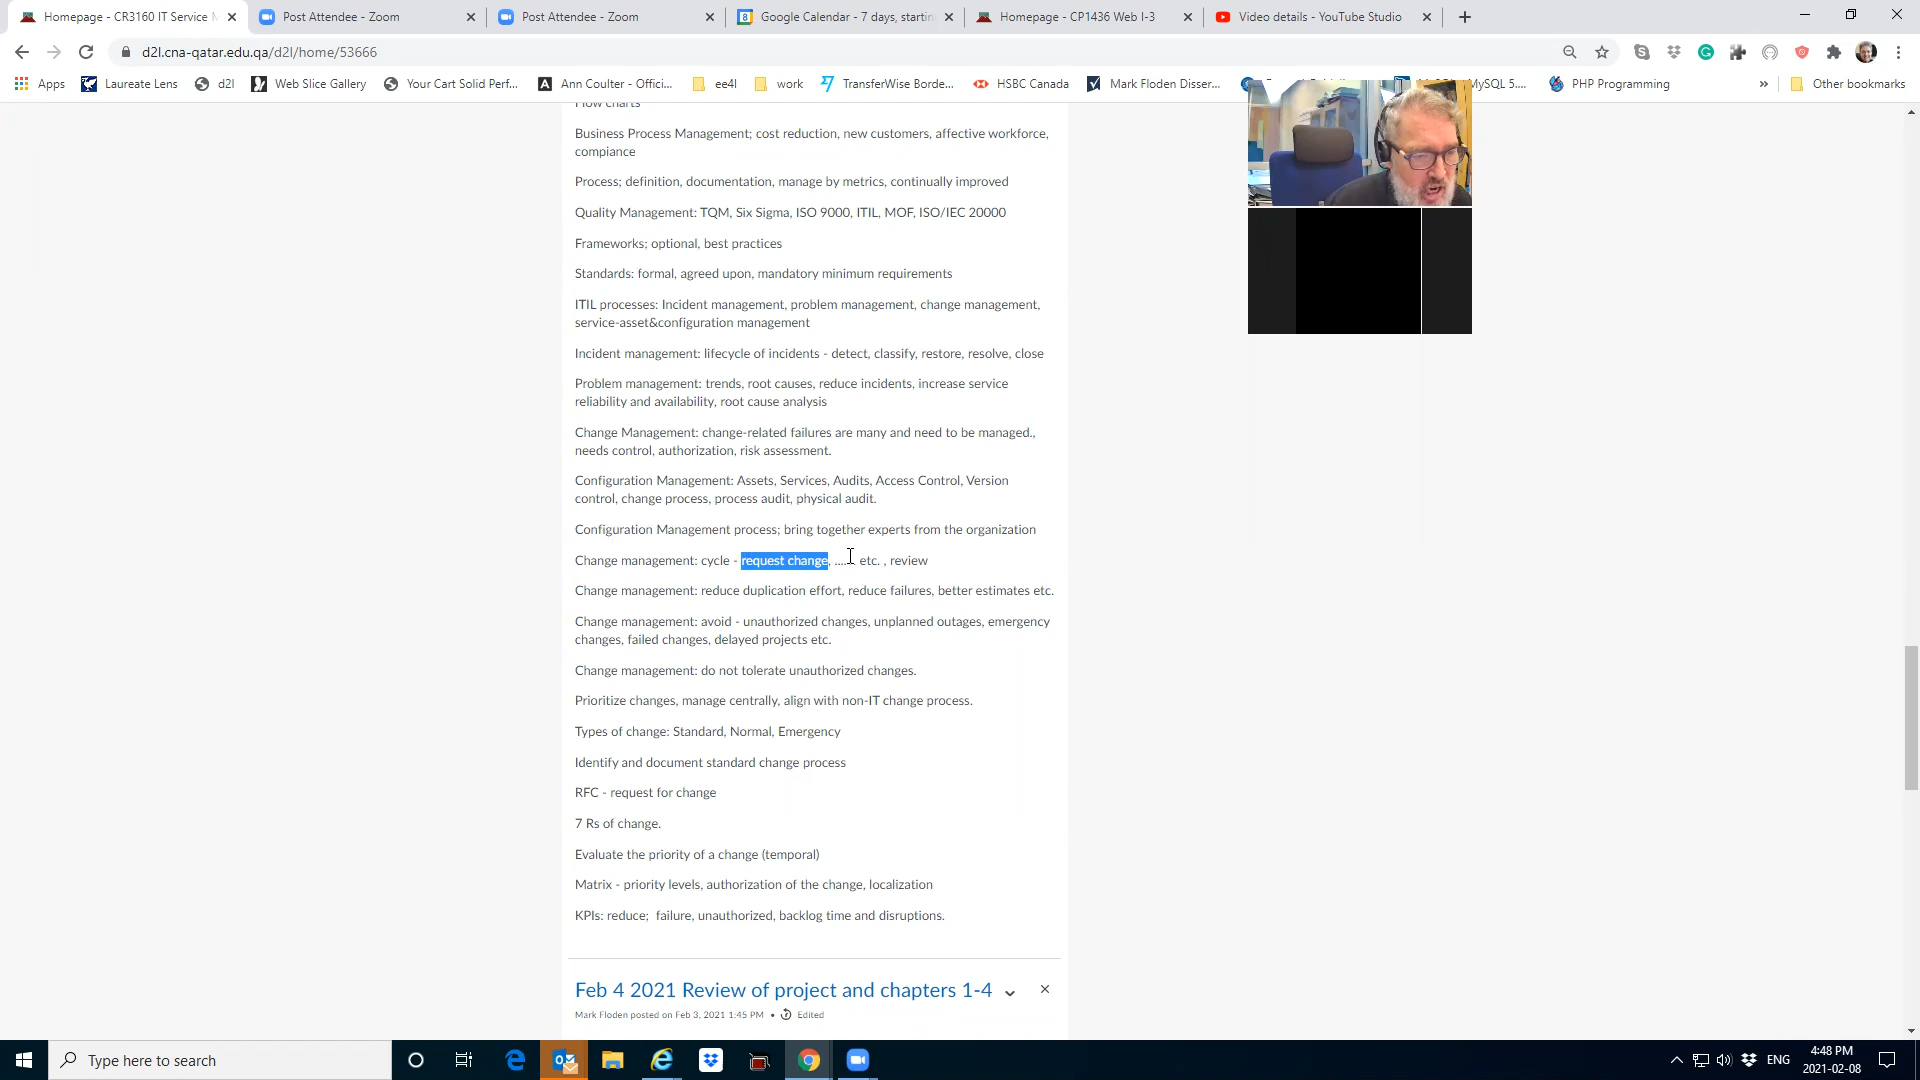 Homepage - CR3160 IT Service M
Post Attendee - Zoom
Post Attendee - Zoom
Google Calendar - 7 days, startin
Homepage - CP1436 Web I-3
Video details - YouTube Studio
d2l.cna-qatar.edu.qa/d2l/home/53666
Apps
Laureate Lens
d2l
Web Slice Gallery
Your Cart Solid Perf...
Ann Coulter - Offici...
ee4l
work
TransferWise Borde...
HSBC Canada
Mark Floden Disser...
MySQL 5....
PHP Programming
»
Other bookmarks
Flow charts
Business Process Management; cost reduction, new customers, affective workforce,
compiance
Process; definition, documentation, manage by metrics, continually improved
Quality Management: TQM, Six Sigma, ISO 9000, ITIL, MOF, ISO/IEC 20000
Frameworks; optional, best practices
Standards: formal, agreed upon, mandatory minimum requirements
ITIL processes: Incident management, problem management, change management,
service-asset&configuration management
Incident management: lifecycle of incidents - detect, classify, restore, resolve, close
Problem management: trends, root causes, reduce incidents, increase service
reliability and availability, root cause analysis
Change Management: change-related failures are many and need to be managed.,
needs control, authorization, risk assessment.
Configuration Management: Assets, Services, Audits, Access Control, Version
control, change process, process audit, physical audit.
Configuration Management process; bring together experts from the organization
Change management: cycle - request change, ..... etc. , review
Change management: reduce duplication effort, reduce failures, better estimates etc.
Change management: avoid - unauthorized changes, unplanned outages, emergency
changes, failed changes, delayed projects etc.
Change management: do not tolerate unauthorized changes.
Prioritize changes, manage centrally, align with non-IT change process.
Types of change: Standard, Normal, Emergency
Identify and document standard change process
RFC - request for change
7 Rs of change.
Evaluate the priority of a change (temporal)
Matrix - priority levels, authorization of the change, localization
KPIs: reduce; failure, unauthorized, backlog time and disruptions.
Feb 4 2021 Review of project and chapters 1-4
Mark Floden posted on Feb 3, 2021 1:45 PM • Edited
Type here to search
ENG
4:48 PM
2021-02-08